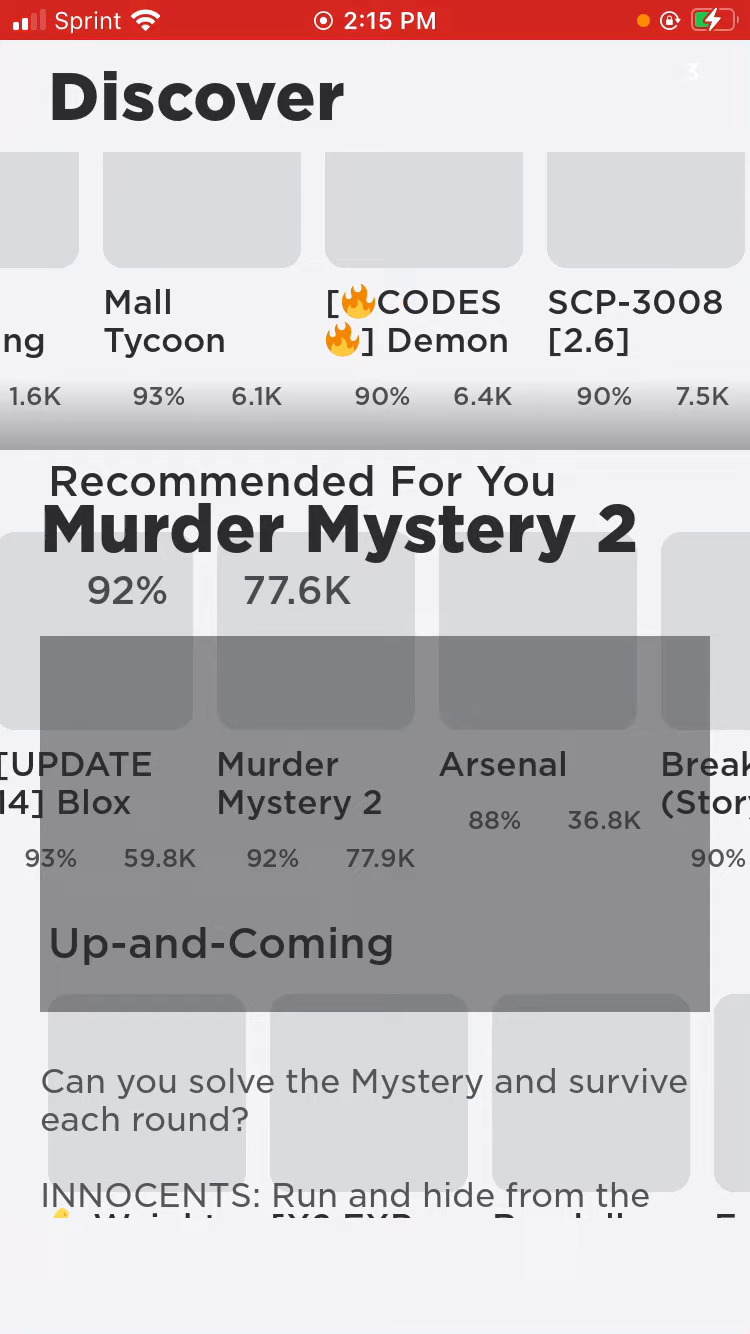 Sprint 2:15 PM
3
Discover
Mall
[🔥CODES
SCP-3008
ng
Tycoon
🔥] Demon
[2.6]
1.6K
93% 6.1K
90% 6.4K
90% 7.5K
Recommended For You
Murder Mystery 2
92% 77.6K
[UPDATE
Murder
Arsenal
Break
14] Blox
Mystery 2
(Story
88% 36.8K
93% 59.8K
92% 77.9K
90%
Up-and-Coming
Can you solve the Mystery and survive
each round?
INNOCENTS: Run and hide from the